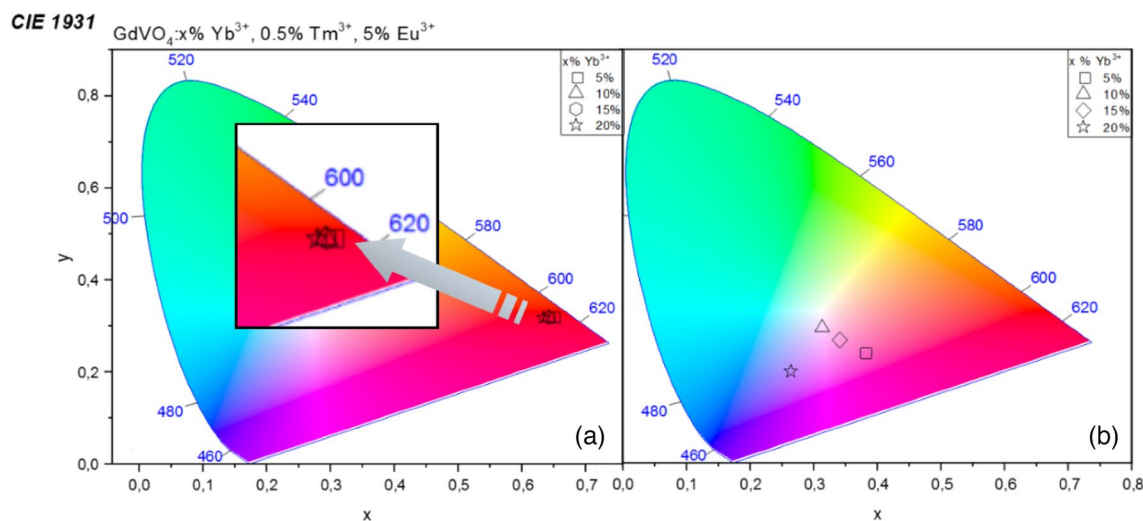 CIE 1931
GdVO₄:x% Yb³⁺, 0.5% Tm³⁺, 5% Eu³⁺
x% Yb³⁺
5%
10%
15%
20%
520
540
600
620
500
580
600
620
480
460
0,8
0,6
0,4
0,2
0,0
y
0,0 0,1 0,2 0,3 0,4 0,5 0,6 0,7
x
(a)
x % Yb³⁺
5%
10%
15%
20%
520
540
560
580
600
620
480
460
0,0 0,1 0,2 0,3 0,4 0,5 0,6 0,7 0,8
x
(b)